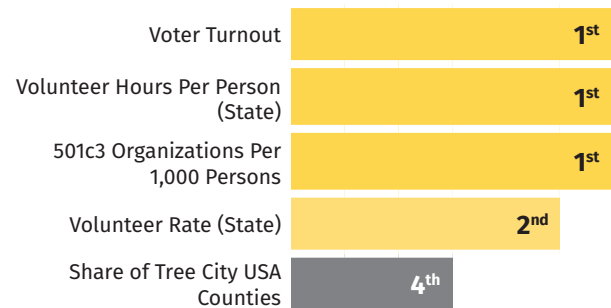 Voter Turnout 1st
Volunteer Hours Per Person
(State) 1st
501c3 Organizations Per
1,000 Persons 1st
Volunteer Rate (State) 2nd
Share of Tree City USA
Counties 4th